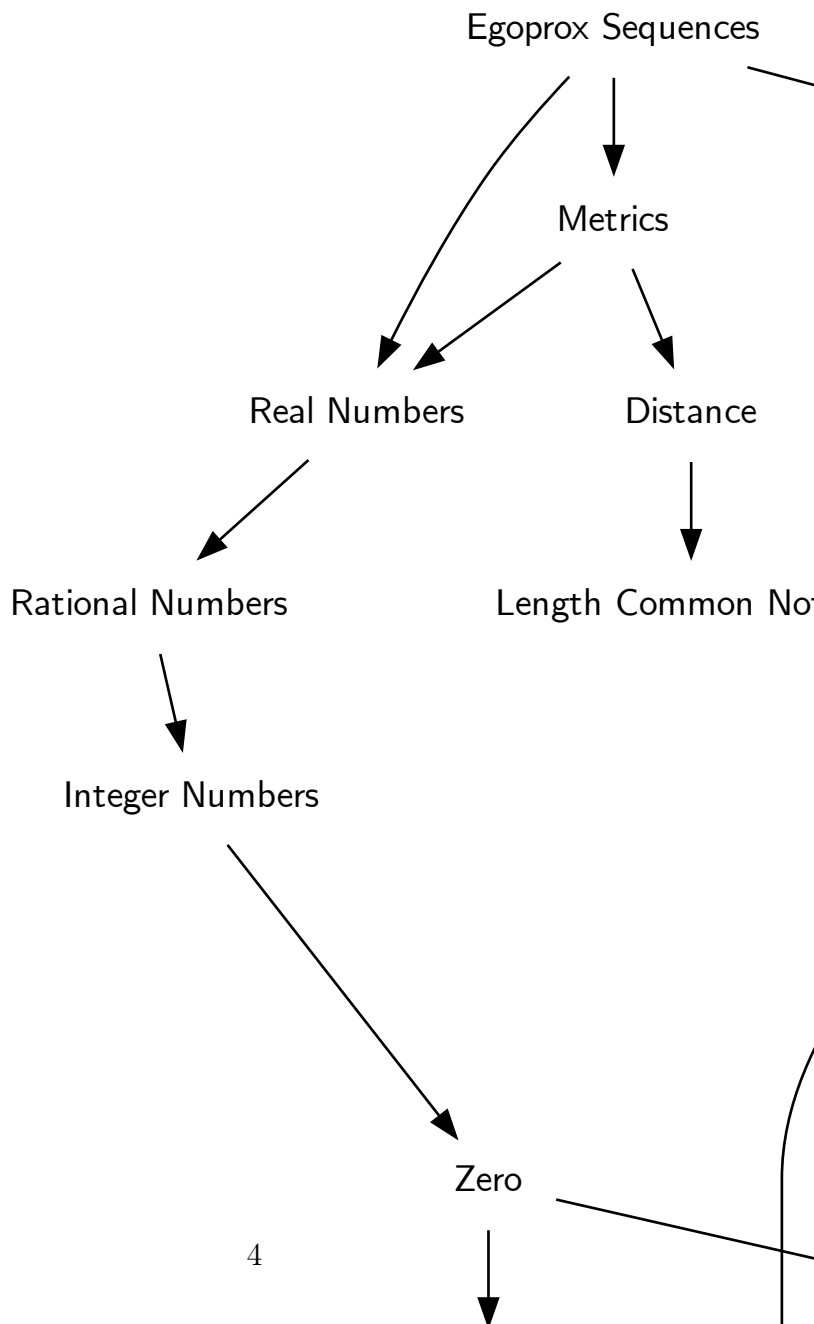 Egoprox Sequences
Metrics
Real Numbers
Distance
Rational Numbers
Length Common
Integer Numbers
Zero
4